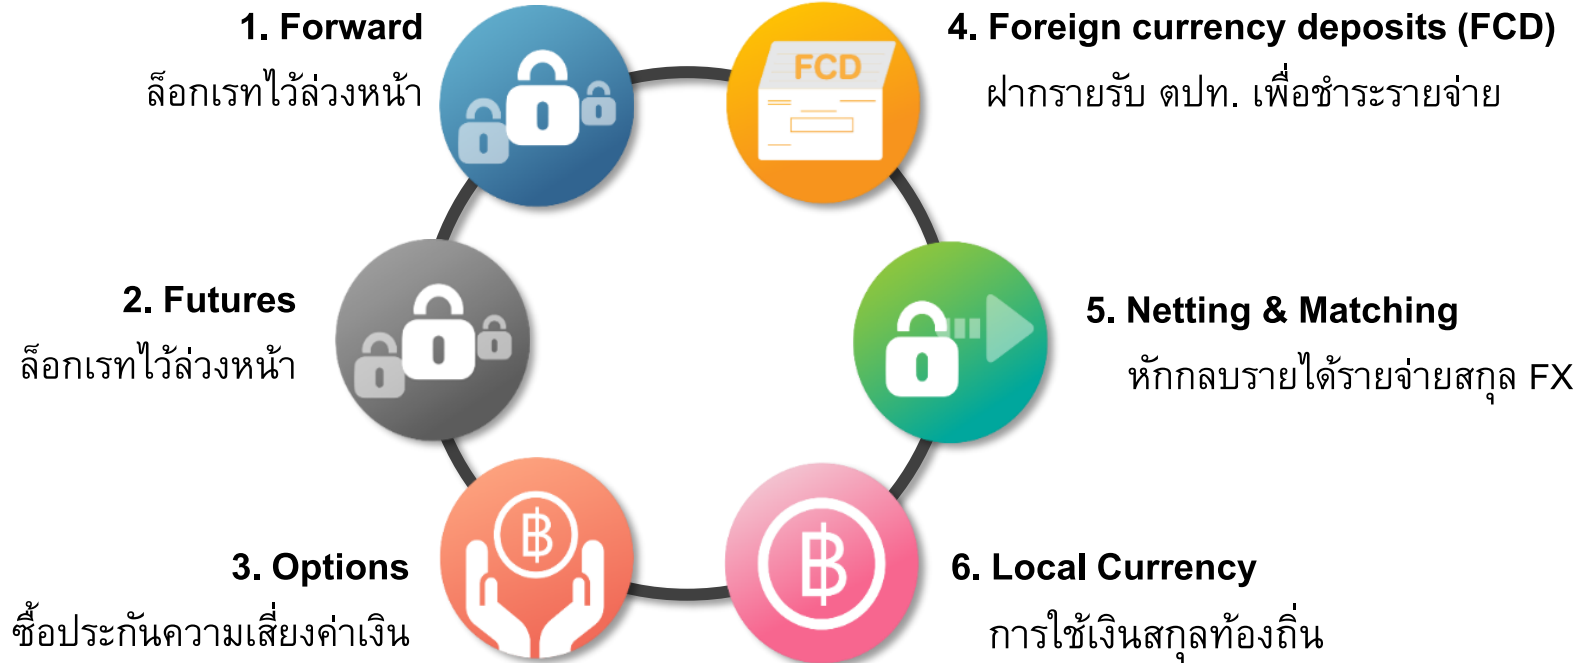 1. Forward
ล็อกเรทไว้ล่วงหน้า
2. Futures
ล็อกเรทไว้ล่วงหน้า
3. Options
ซื้อประกันความเสี่ยงค่าเงิน
4. Foreign currency deposits (FCD)
ฝากรายรับ ตปท. เพื่อชำระรายจ่าย
FCD
5. Netting & Matching
หักกลบรายได้รายจ่ายสกุล FX
6. Local Currency
การใช้เงินสกุลท้องถิ่น